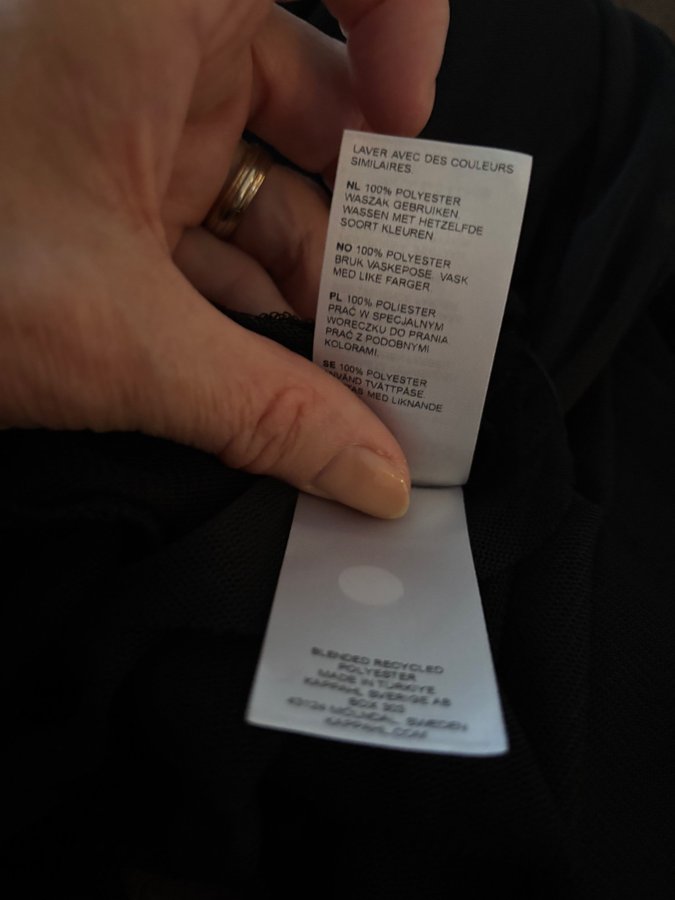 LAVER AVEC DES COULEURS
SIMILAIRES.
NL 100% POLYESTER
WASZAK GEBRUIKEN.
WASSEN MET HETZELFDE
SOORT KLEUREN
NO 100% POLYESTER
BRUK VASKEPOSE. VASK
MED LIKE FARGER.
PL 100% POLIESTER
PRAĆ W SPECJALNYM
WORECZKU DO PRANIA.
PRAĆ Z PODOBNYMI
KOLORAMI.
SE 100% POLYESTER
TVÄTTPÅSE.
MED LIKNANDE
BLENDED RECYCLED
POLYESTER
MADE IN TÜRKIYE
KAPPAHL SVERIGE AB
BOX 303
43124 MÖLNDAL, SWEDEN
KAPPAHL.COM